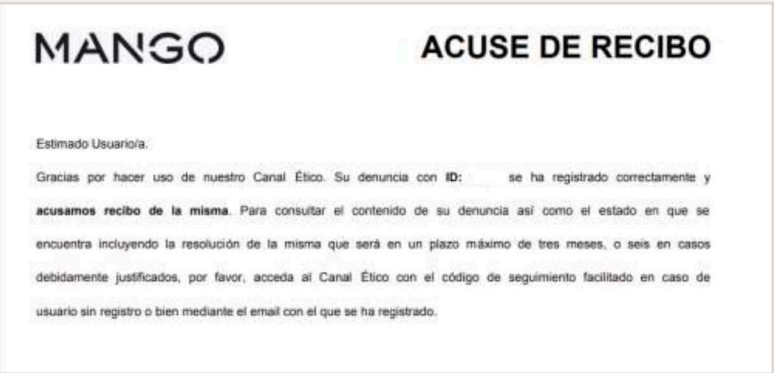 MANGO
ACUSE DE RECIBO
Estimado Usuario/a.
Gracias por hacer uso de nuestro Canal Ético. Su denuncia con ID: se ha registrado correctamente y
acusamos recibo de la misma. Para consultar el contenido de su denuncia así como el estado en que se
encuentra incluyendo la resolución de la misma que será en un plazo máximo de tres meses, o seis en casos
debidamente justificados, por favor, acceda al Canal Ético con el código de seguimiento facilitado en caso de
usuario sin registro o bien mediante el email con el que se ha registrado.